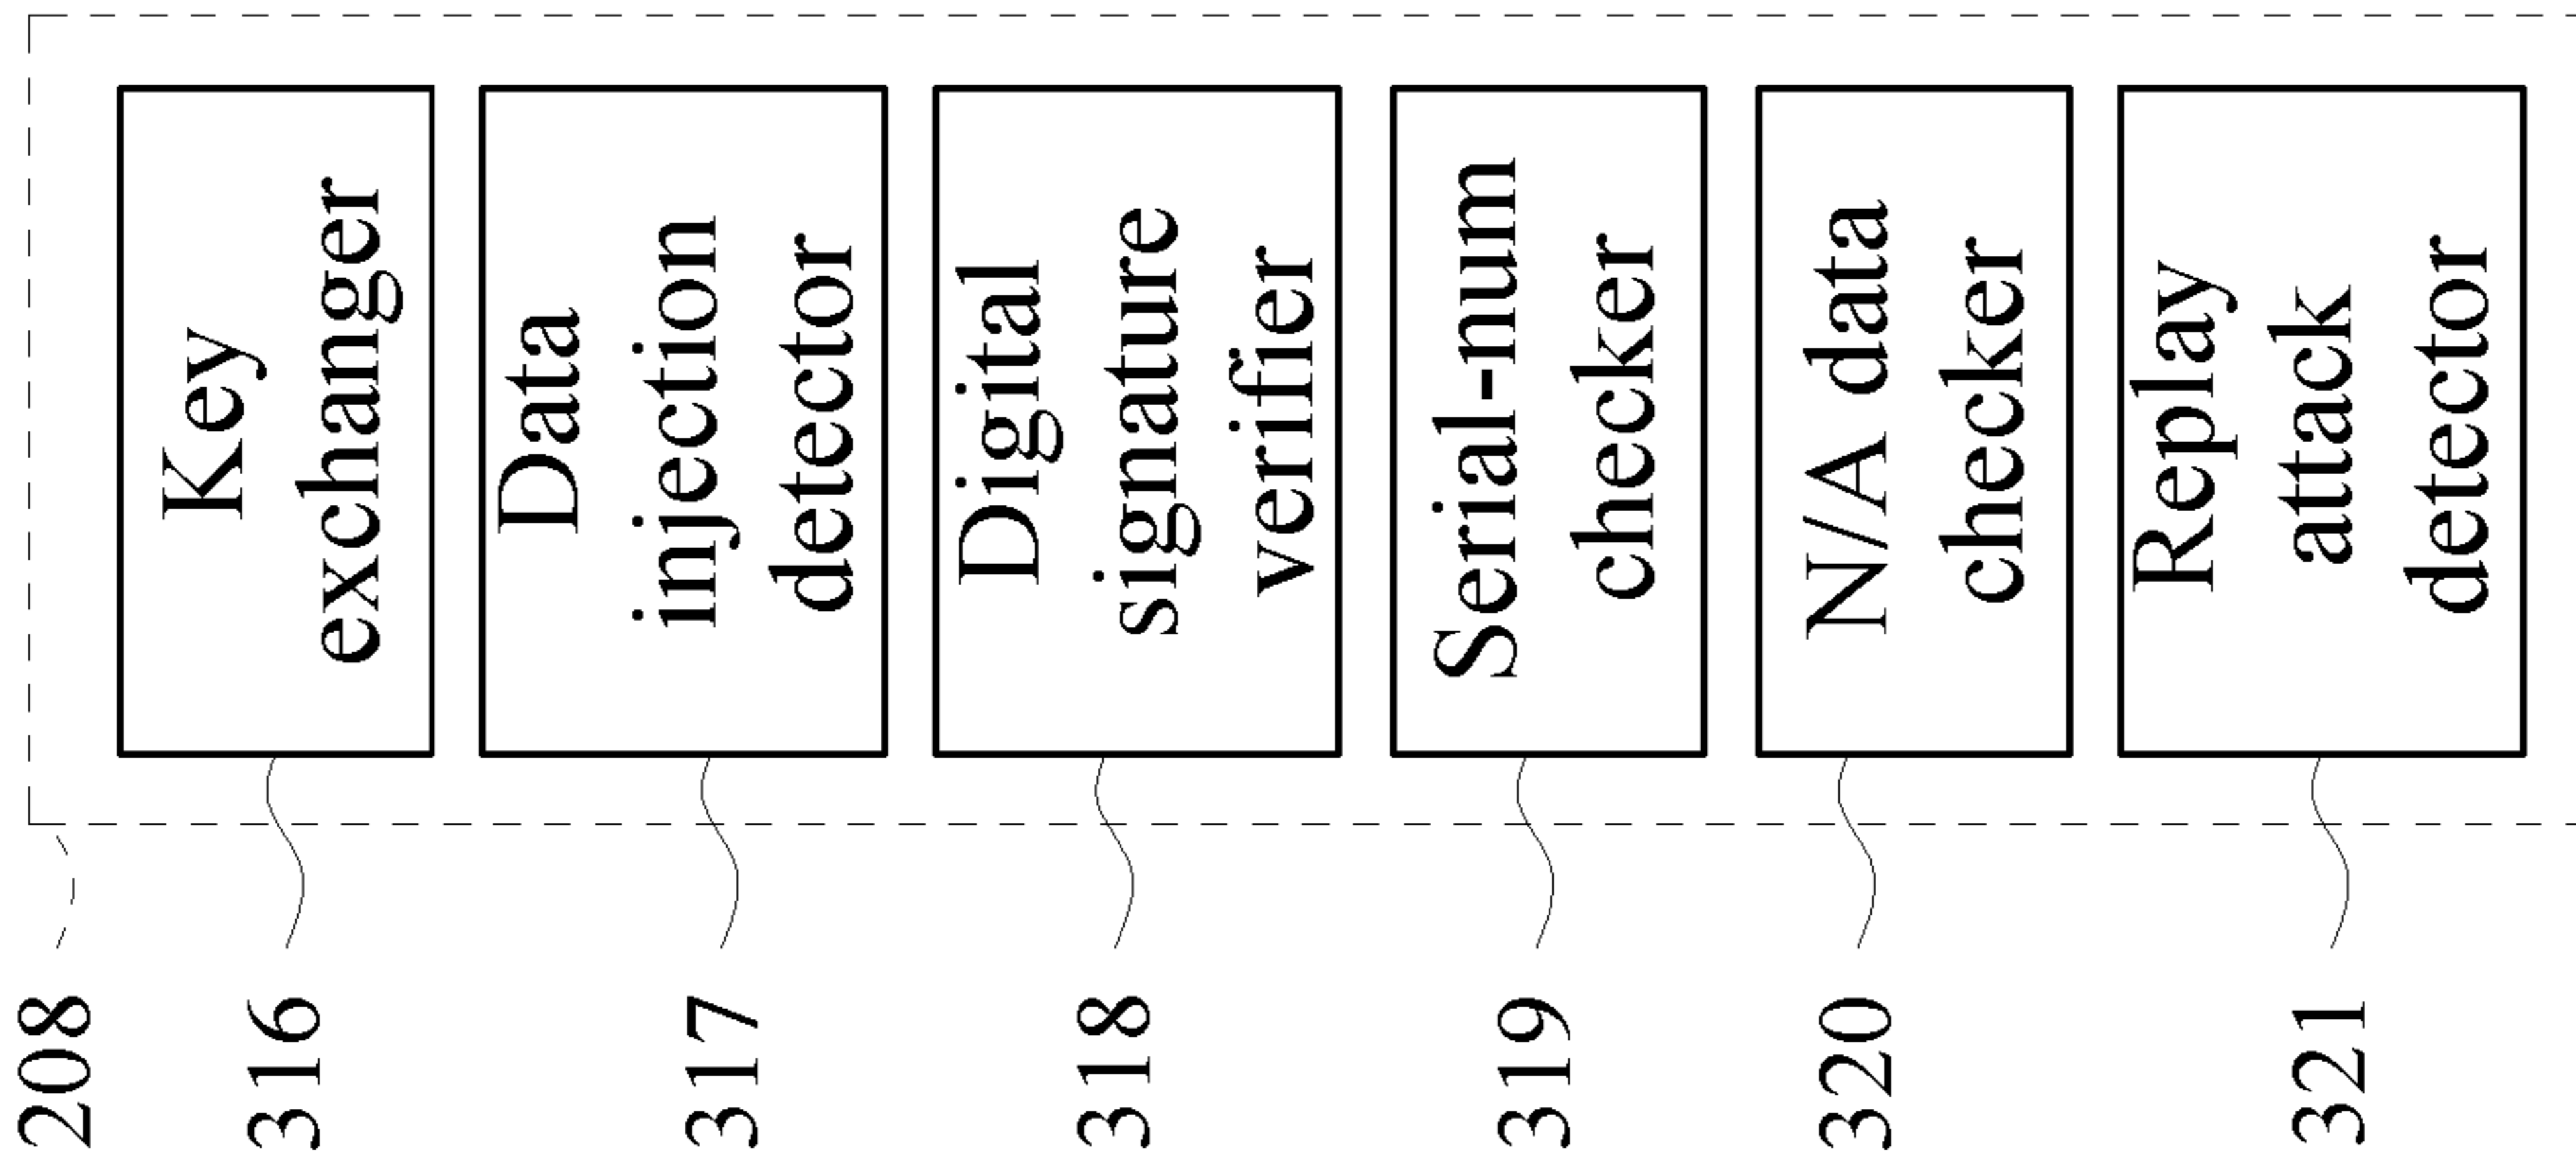 208
316
Key
exchanger
317
Data
injection
detector
318
Digital
signature
verifier
319
Serial-num
checker
320
N/A data
checker
321
Replay
attack
detector